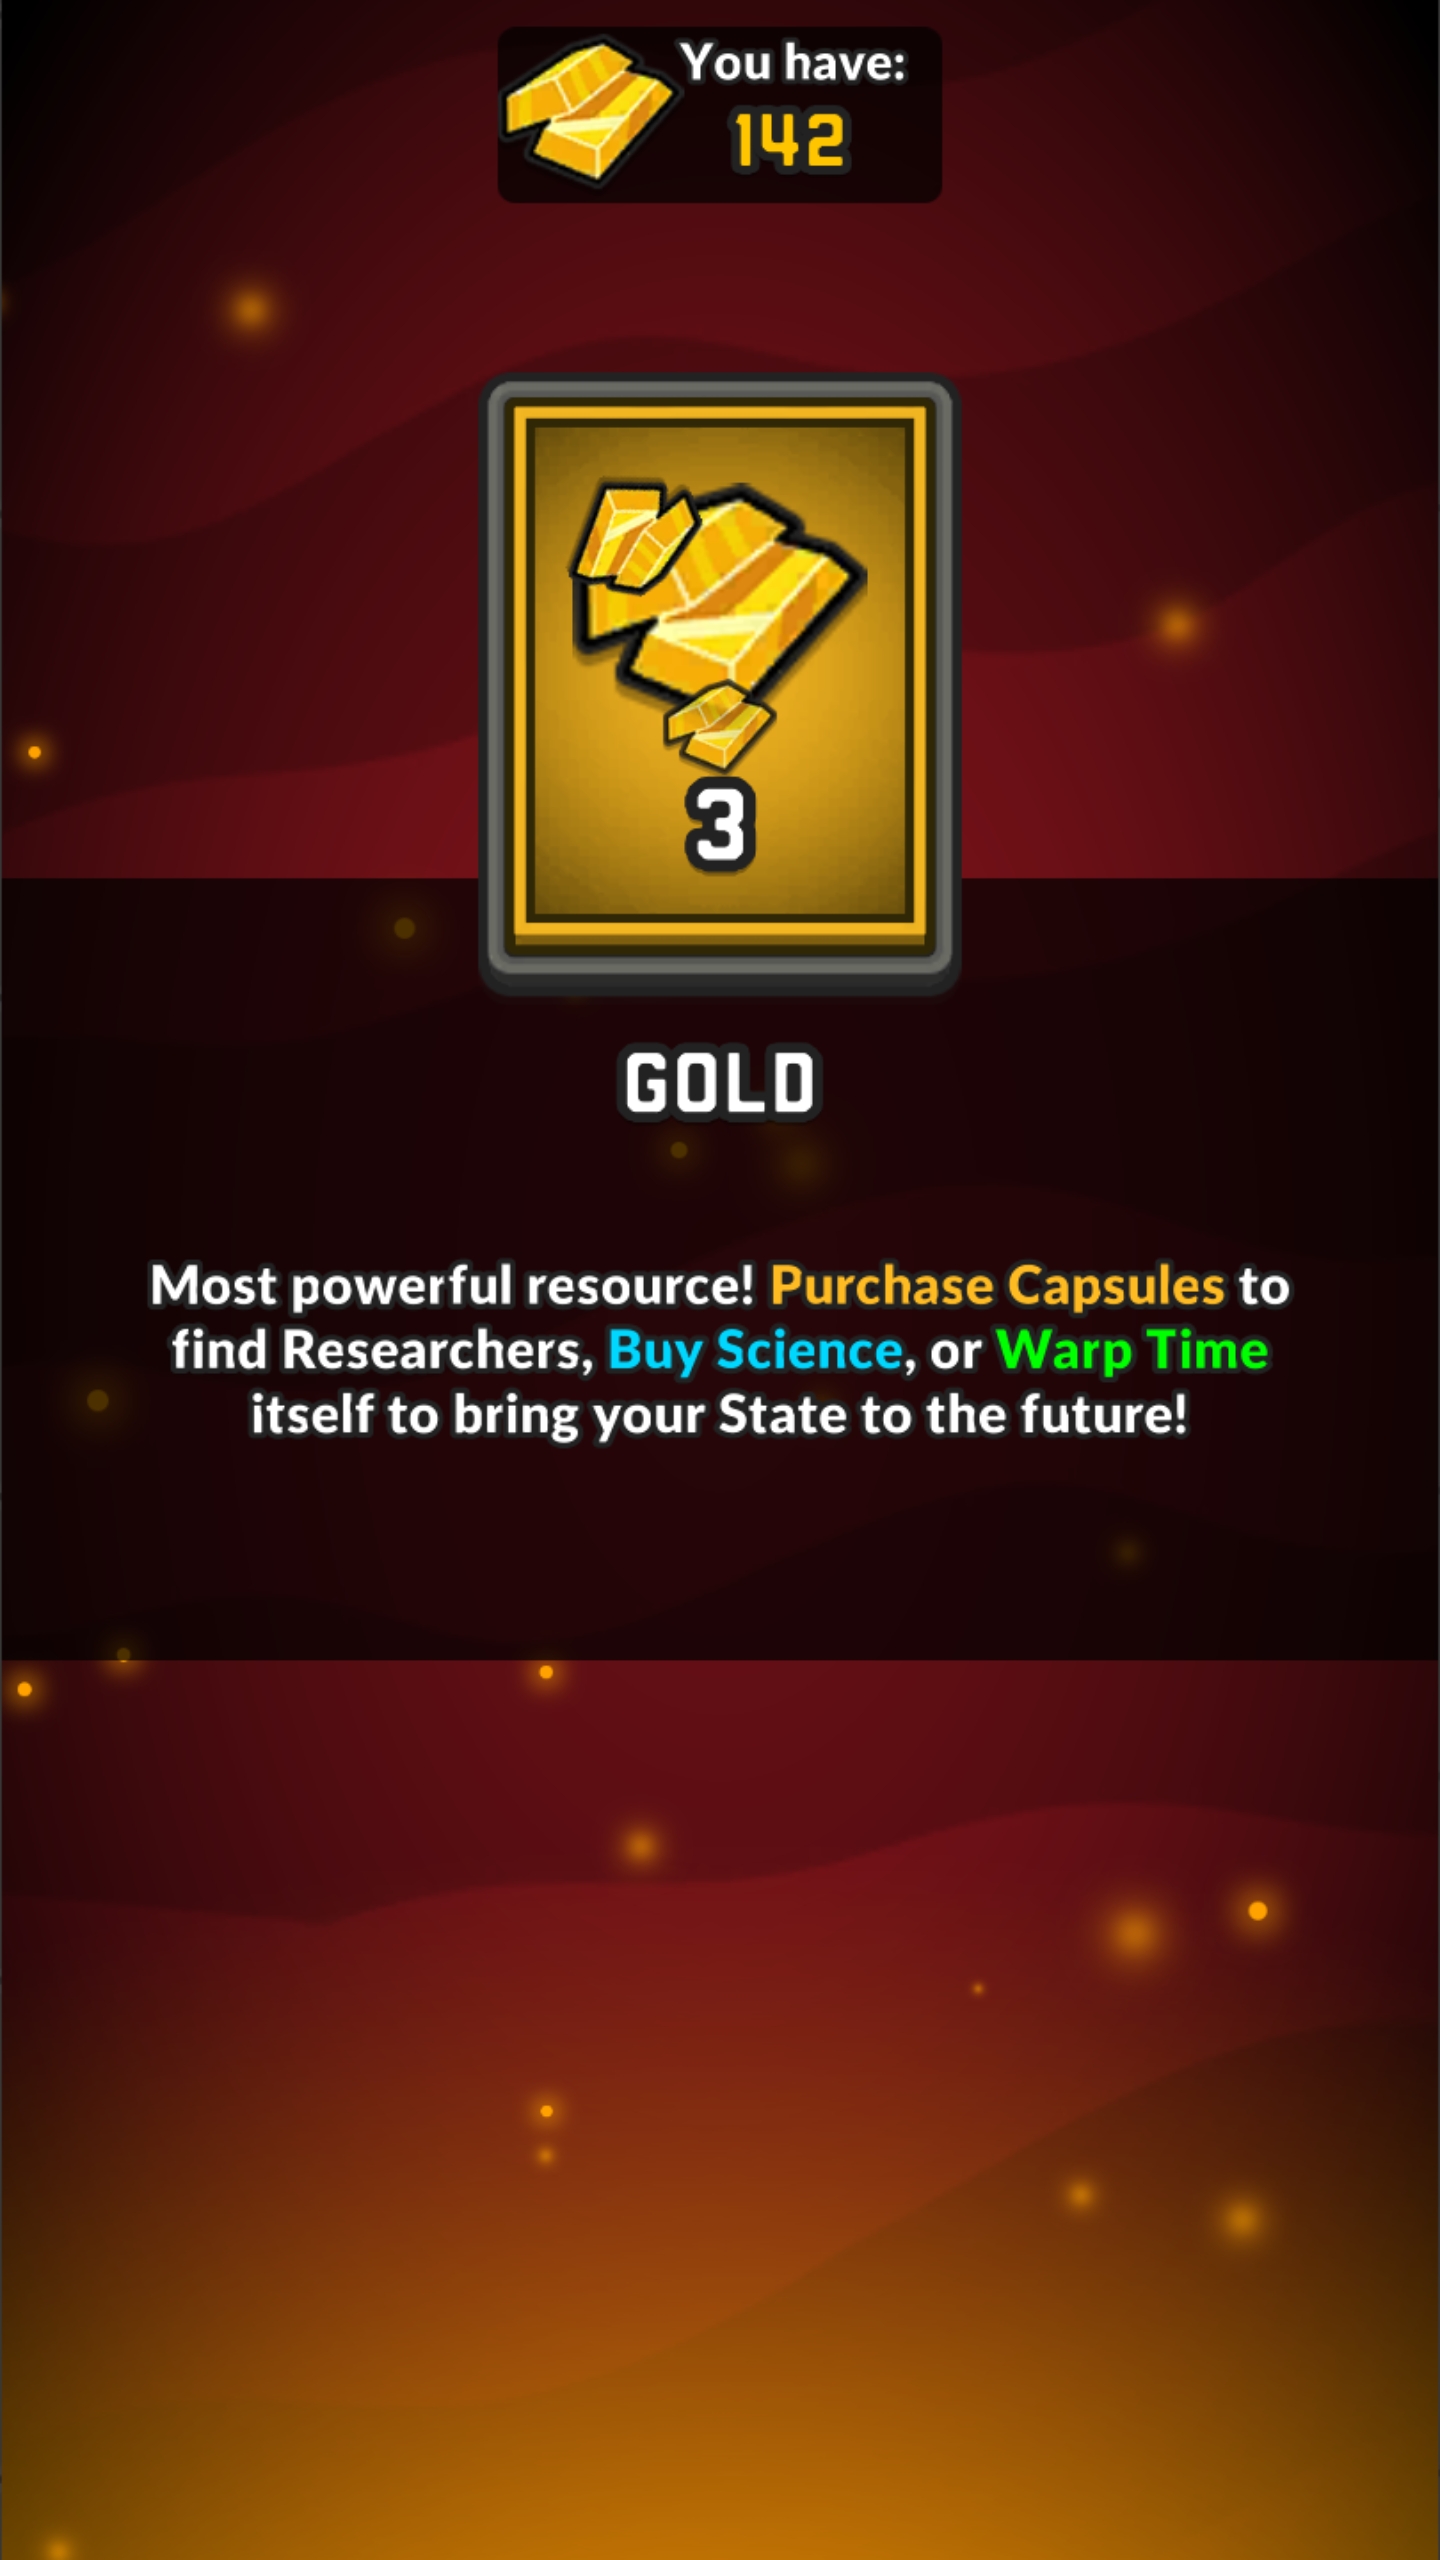 You have:
142
3
GOLD
Most powerful resource! Purchase Capsules to
find Researchers, Buy Science, or Warp Time
itself to bring your State to the future!